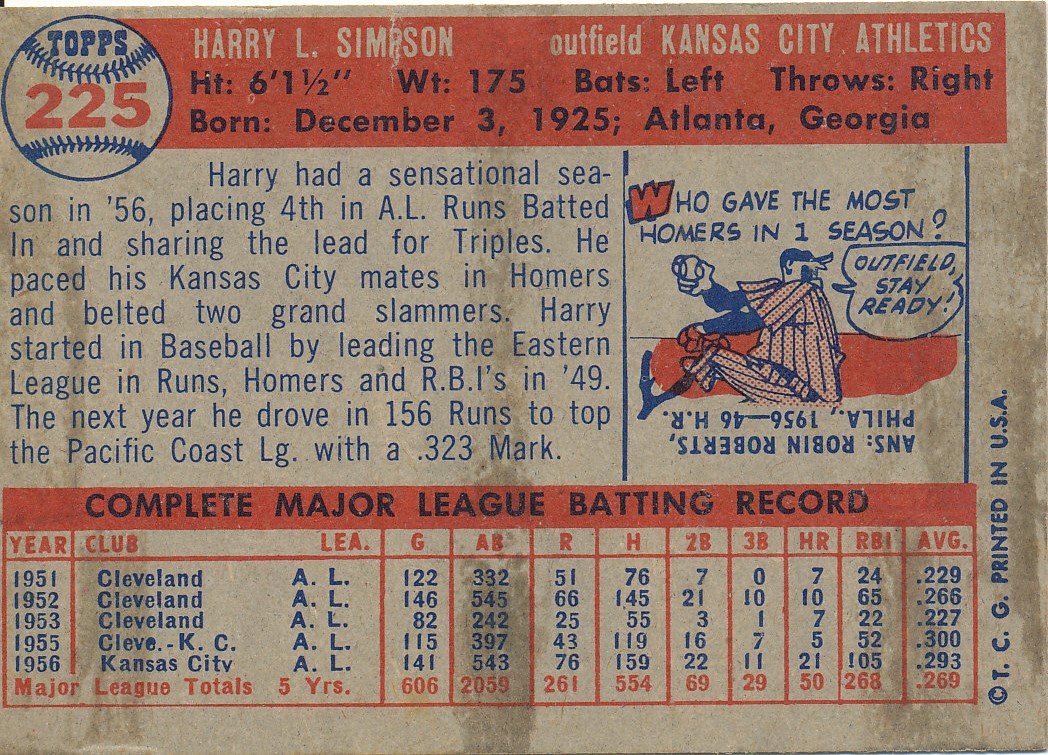 TOPPS
225
HARRY L. SIMPSON outfield KANSAS CITY ATHLETICS
Ht: 6'1½" Wt: 175 Bats: Left Throws: Right
Born: December 3, 1925; Atlanta, Georgia
Harry had a sensational sea-
son in '56, placing 4th in A.L. Runs Batted
In and sharing the lead for Triples. He
paced his Kansas City mates in Homers
and belted two grand slammers. Harry
started in Baseball by leading the Eastern
League in Runs, Homers and R.B.I's in '49.
The next year he drove in 156 Runs to top
the Pacific Coast Lg. with a .323 Mark.
WHO GAVE THE MOST
HOMERS IN 1 SEASON?
OUTFIELD,
STAY
READY!
ANS: ROBIN ROBERTS,
PHILA., 1956—46 H.R.
COMPLETE MAJOR LEAGUE BATTING RECORD
YEAR CLUB LEA. G AB R H 2B 3B HR RBI AVG.
1951 Cleveland A. L. 122 332 51 76 7 0 7 24 .229
1952 Cleveland A. L. 146 545 66 145 21 10 10 65 .266
1953 Cleveland A. L. 82 242 25 55 3 1 7 22 .227
1955 Cleve.-K. C. A. L. 115 397 43 119 16 7 5 52 .300
1956 Kansas City A. L. 141 543 76 159 22 11 21 105 .293
Major League Totals 5 Yrs. 606 2059 261 554 69 29 50 268 .269
© T. C. G. PRINTED IN U.S.A.